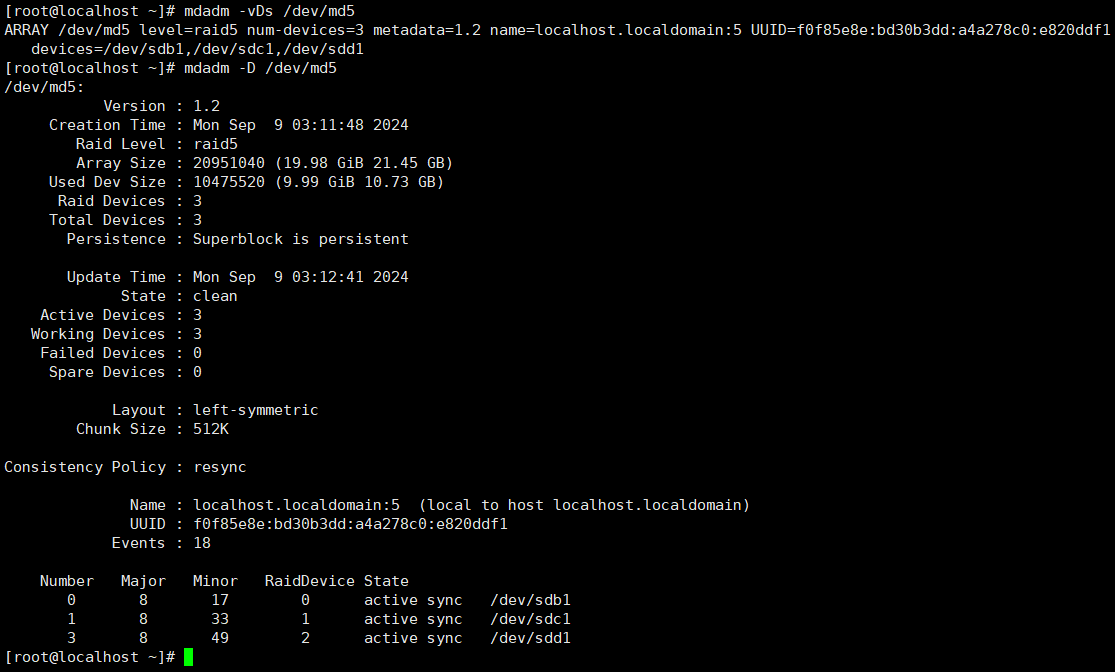 [root@localhost ~]# mdadm -vDs /dev/md5
ARRAY /dev/md5 level=raid5 num-devices=3 metadata=1.2 name=localhost.localdomain:5 UUID=f0f85e8e:bd30b3dd:a4a278c0:e820ddf1
   devices=/dev/sdb1,/dev/sdc1,/dev/sdd1
[root@localhost ~]# mdadm -D /dev/md5
/dev/md5:
           Version : 1.2
     Creation Time : Mon Sep  9 03:11:48 2024
        Raid Level : raid5
        Array Size : 20951040 (19.98 GiB 21.45 GB)
     Used Dev Size : 10475520 (9.99 GiB 10.73 GB)
      Raid Devices : 3
     Total Devices : 3
       Persistence : Superblock is persistent

       Update Time : Mon Sep  9 03:12:41 2024
             State : clean
    Active Devices : 3
   Working Devices : 3
    Failed Devices : 0
     Spare Devices : 0

            Layout : left-symmetric
        Chunk Size : 512K

Consistency Policy : resync

              Name : localhost.localdomain:5  (local to host localhost.localdomain)
              UUID : f0f85e8e:bd30b3dd:a4a278c0:e820ddf1
            Events : 18

    Number   Major   Minor   RaidDevice State
       0       8       17        0      active sync   /dev/sdb1
       1       8       33        1      active sync   /dev/sdc1
       3       8       49        2      active sync   /dev/sdd1
[root@localhost ~]#